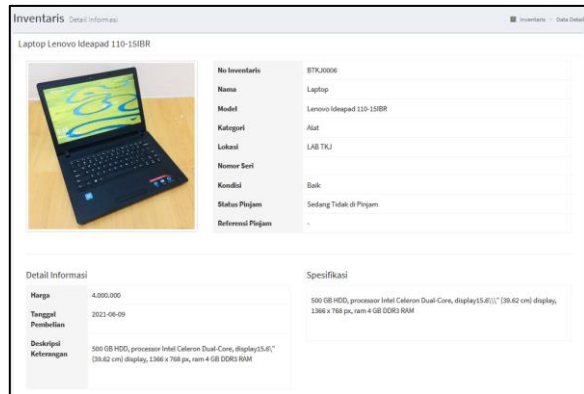 Inventaris Detail Informasi
Inventaris - Data Detail
Laptop Lenovo Ideapad 110-15IBR
No Inventaris BTKJ0006
Nama Laptop
Model Lenovo Ideapad 110-15IBR
Kategori Alat
Lokasi LAB TKJ
Nomor Seri
Kondisi Baik
Status Pinjam Sedang Tidak di Pinjam
Referensi Pinjam -
Detail Informasi
Harga 4.000.000
Tanggal
Pembelian 2021-06-09
Deskripsi
Keterangan
500 GB HDD, processor Intel Celeron Dual-Core, display15.6\,"
(39.62 cm) display, 1366 x 768 px, ram 4 GB DDR3 RAM
Spesifikasi
500 GB HDD, processor Intel Celeron Dual-Core, display15.6\\\," (39.62 cm) display,
1366 x 768 px, ram 4 GB DDR3 RAM